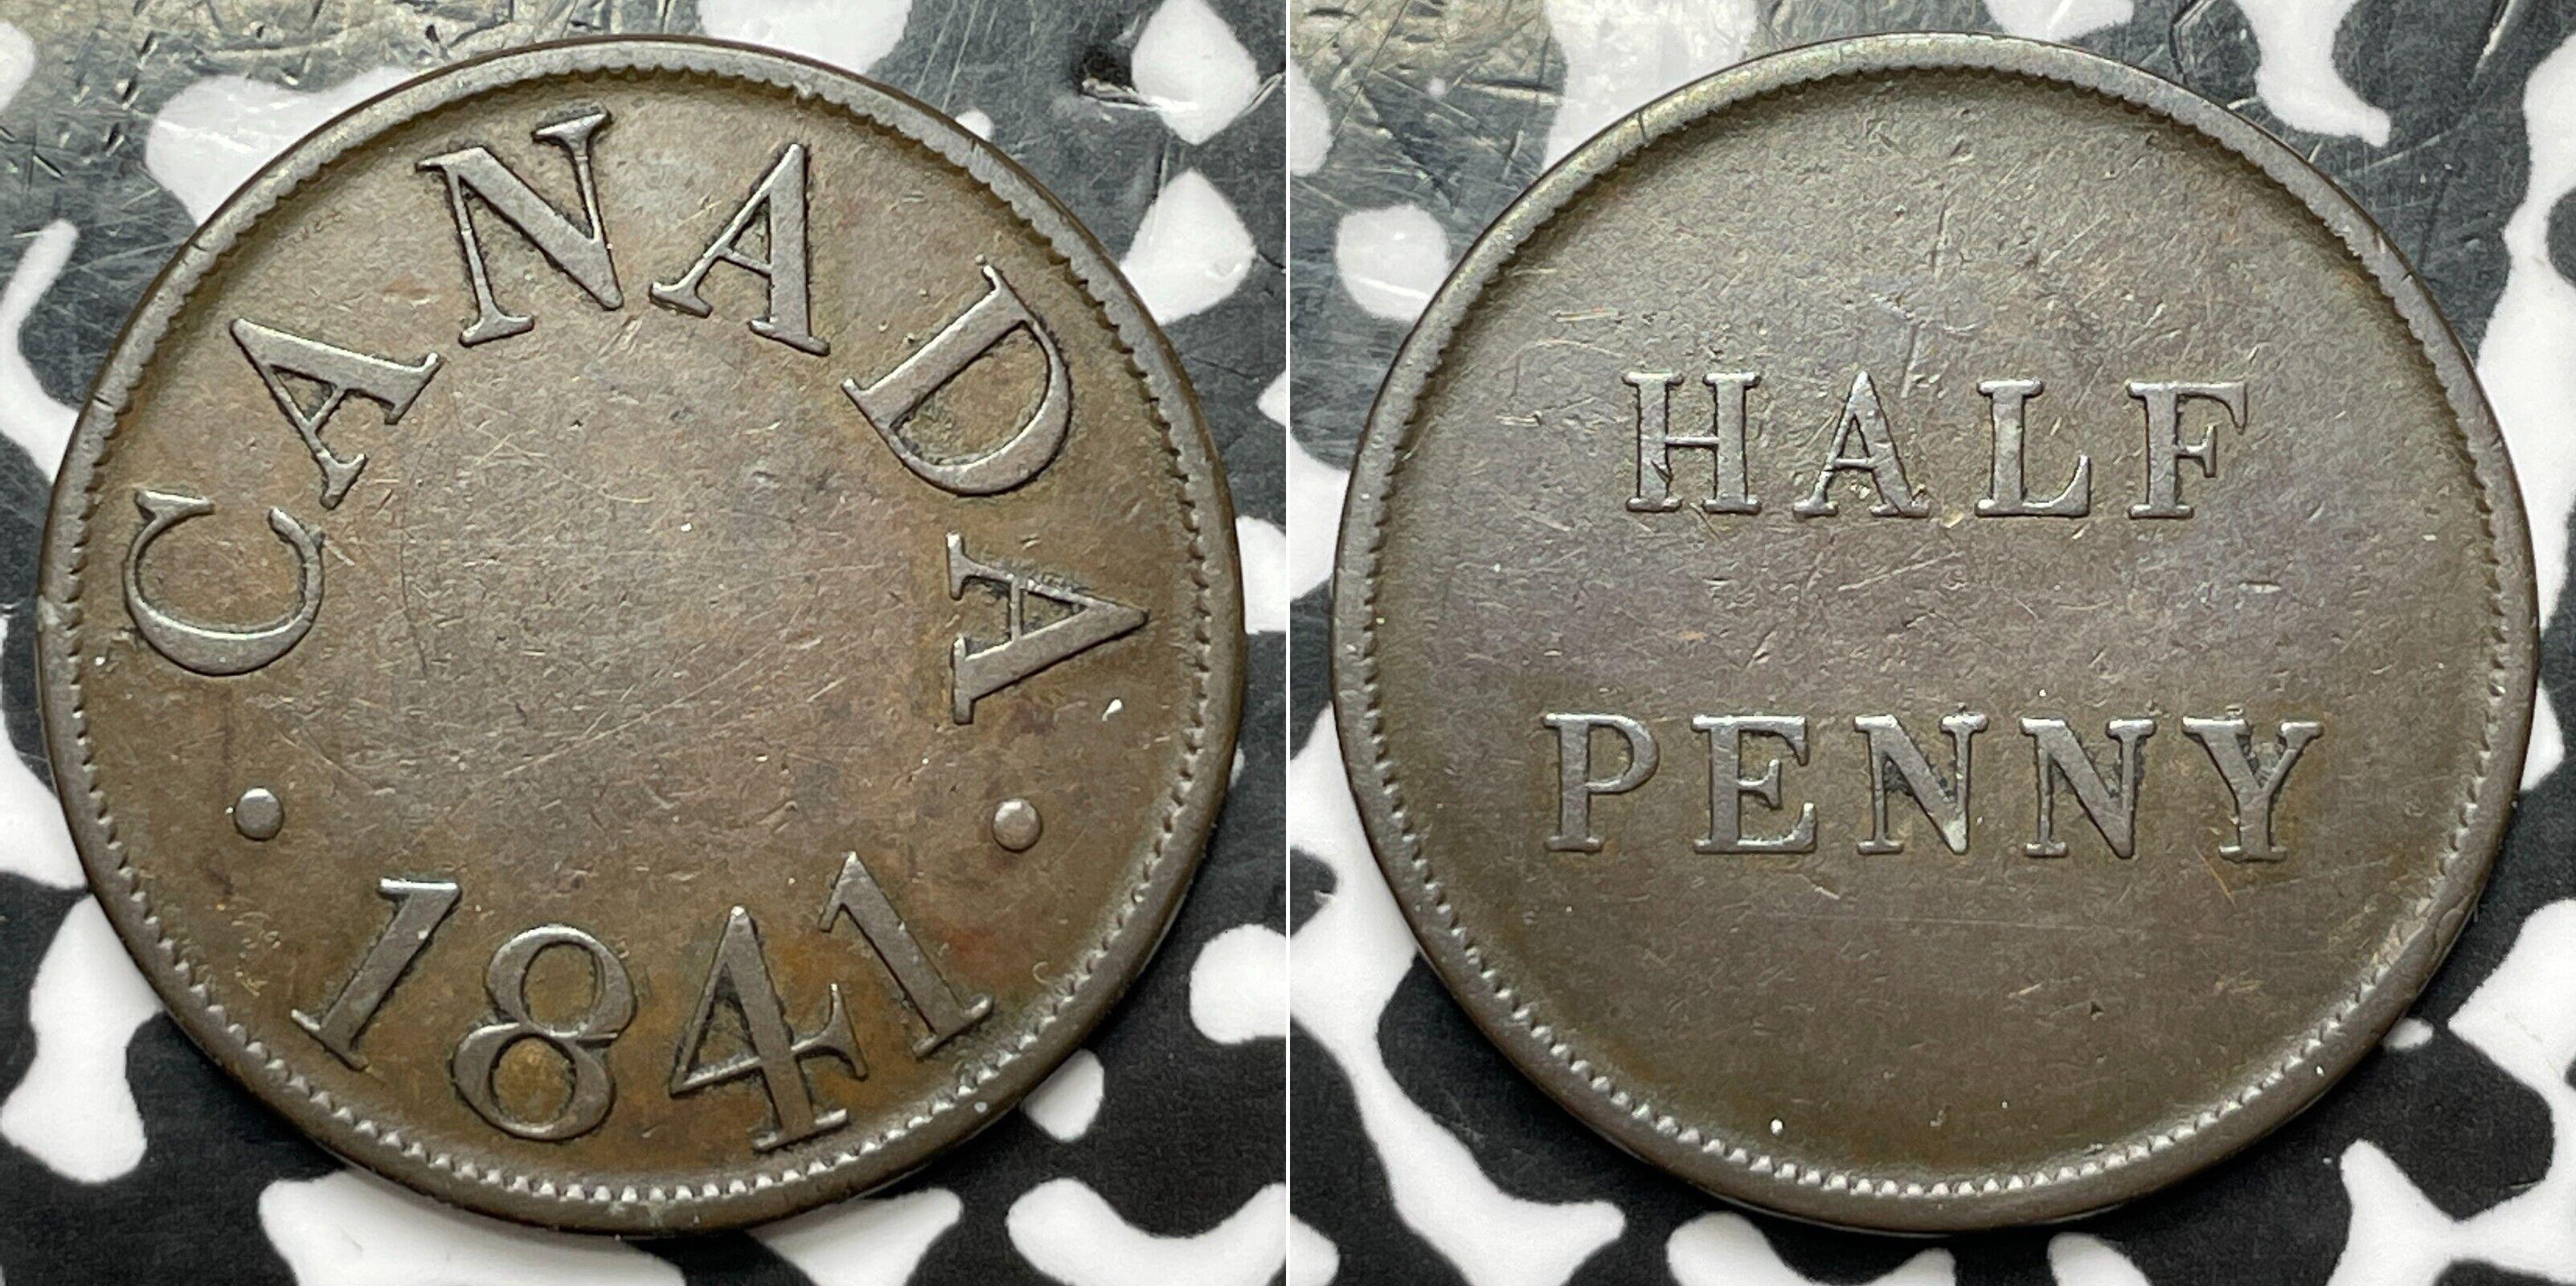 CANADA
• 1841 •
HALF
PENNY